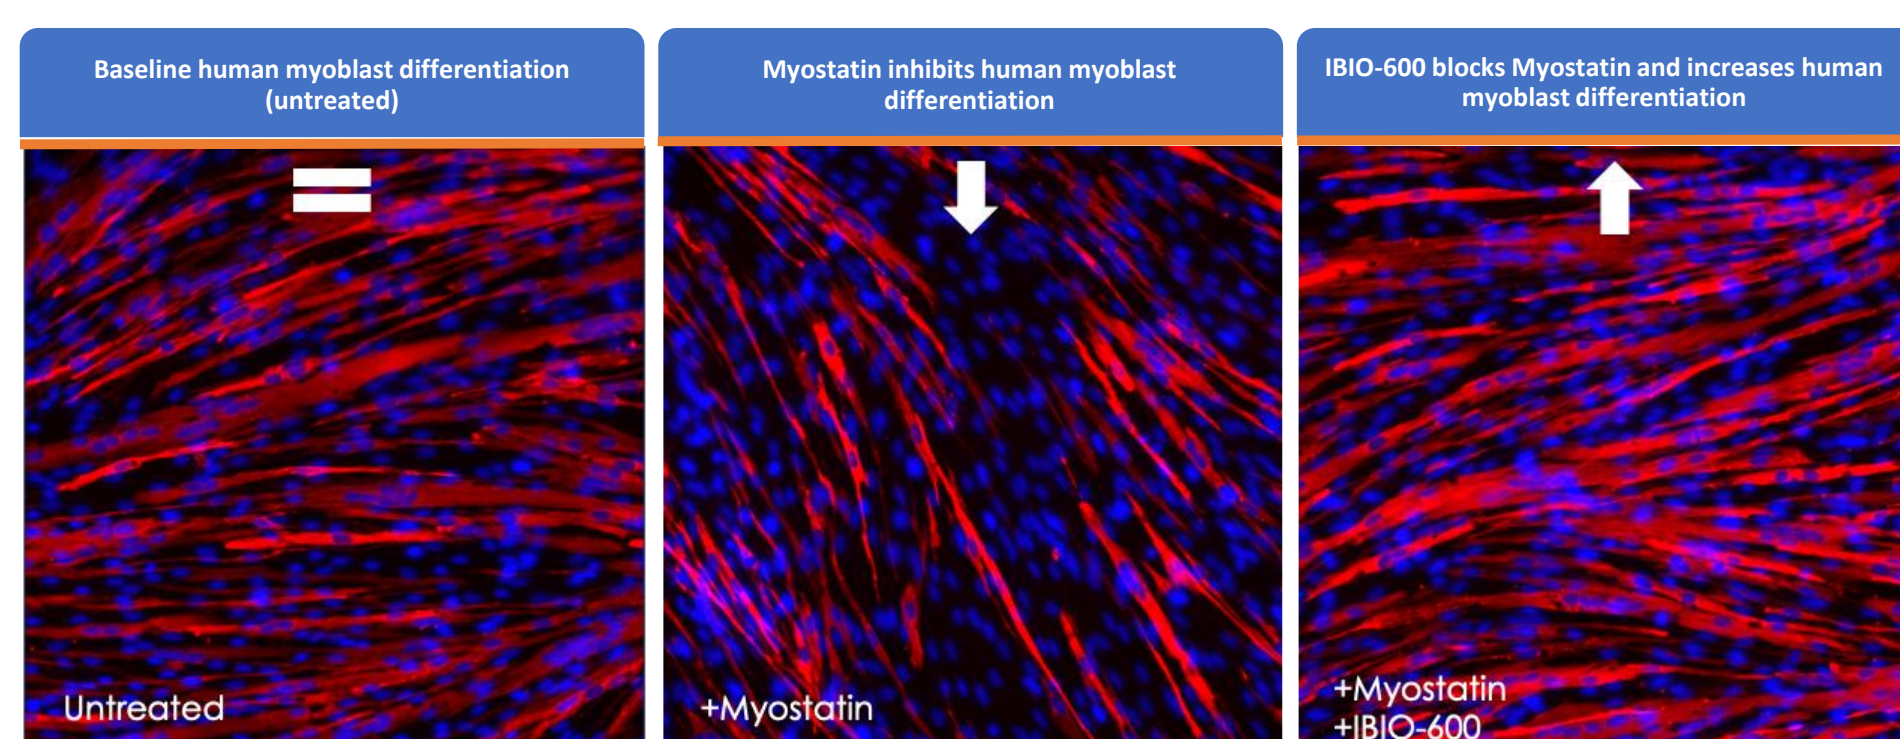 Baseline human myoblast differentiation
(untreated)
Myostatin inhibits human myoblast
differentiation
IBIO-600 blocks Myostatin and increases human
myoblast differentiation
Untreated
+Myostatin
+Myostatin
+IBIO-600